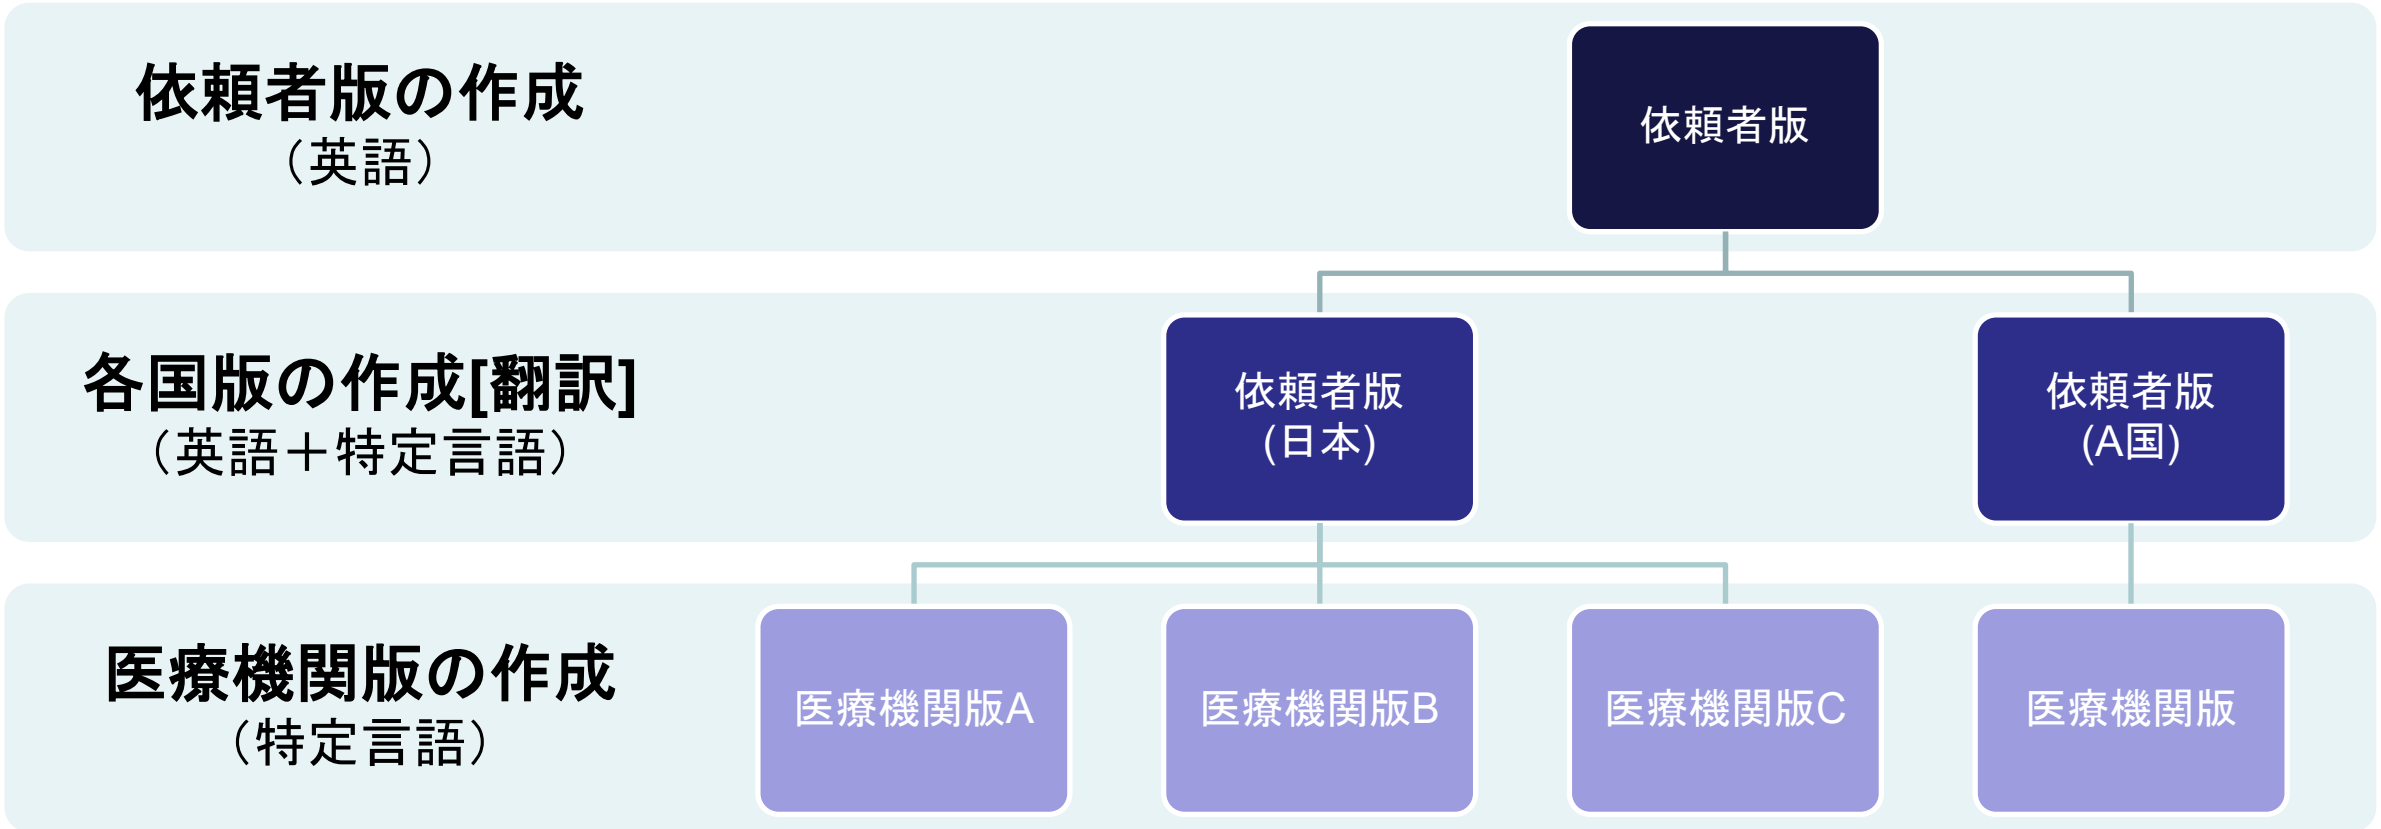 依頼者版の作成
（英語）
依頼者版
各国版の作成[翻訳]
（英語＋特定言語）
依頼者版
(日本)
依頼者版
(A国)
医療機関版の作成
（特定言語）
医療機関版A
医療機関版B
医療機関版C
医療機関版